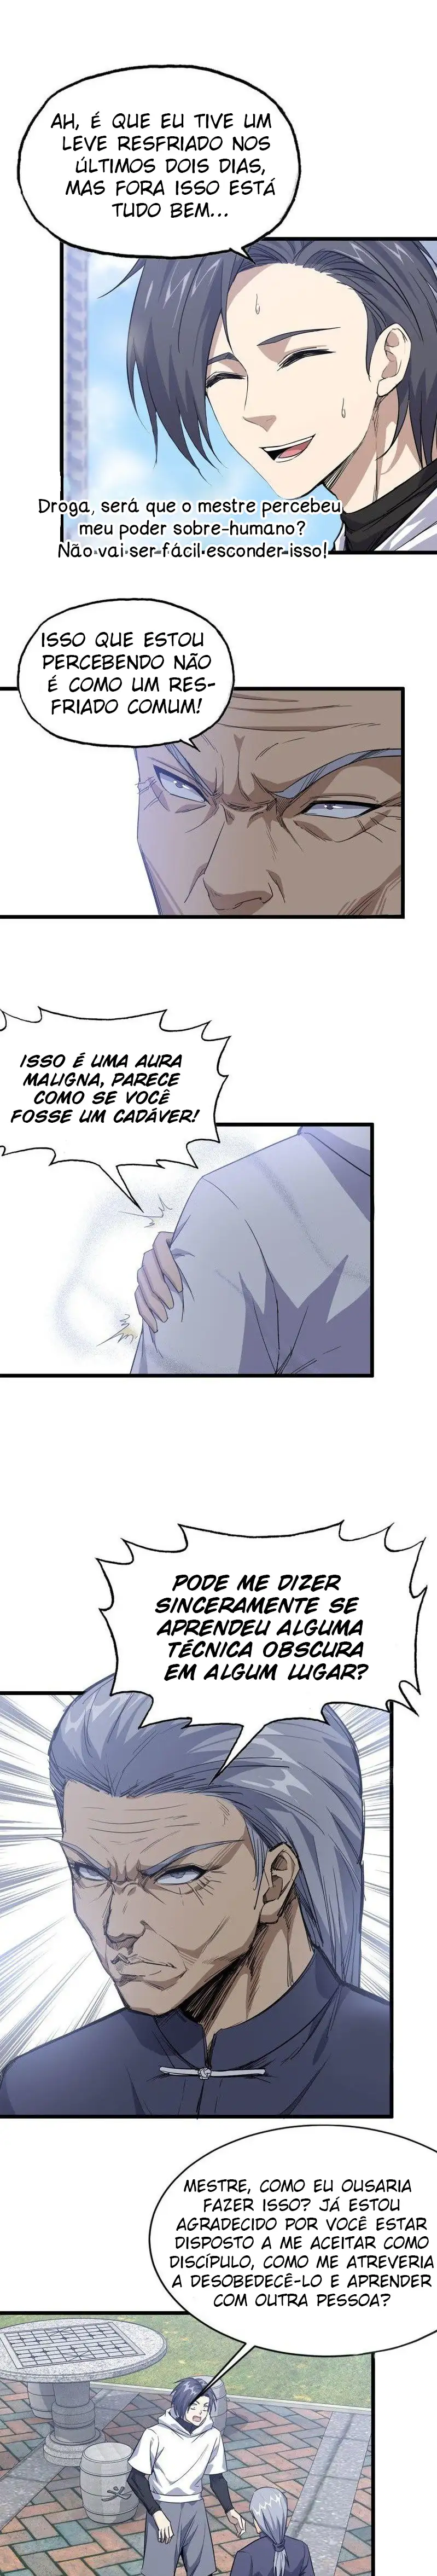 AH, É QUE EU TIVE UM
LEVE RESFRIADO NOS
ÚLTIMOS DOIS DIAS,
MAS FORA ISSO ESTÁ
TUDO BEM...
Droga, será que o mestre percebeu
meu poder sobre-humano?
Não vai ser fácil esconder isso!
ISSO QUE ESTOU
PERCEBENDO NÃO
É COMO UM RES-
FRIADO COMUM!
ISSO É UMA AURA
MALIGNA, PARECE
COMO SE VOCÊ
FOSSE UM CADÁVER!
PODE ME DIZER
SINCERAMENTE SE
APRENDEU ALGUMA
TÉCNICA OBSCURA
EM ALGUM LUGAR?
MESTRE, COMO EU OUSARIA
FAZER ISSO? JÁ ESTOU
AGRADECIDO POR VOCÊ ESTAR
DISPOSTO A ME ACEITAR COMO
DISCÍPULO, COMO ME ATREVERIA
A DESOBEDECÊ-LO E APRENDER
COM OUTRA PESSOA?